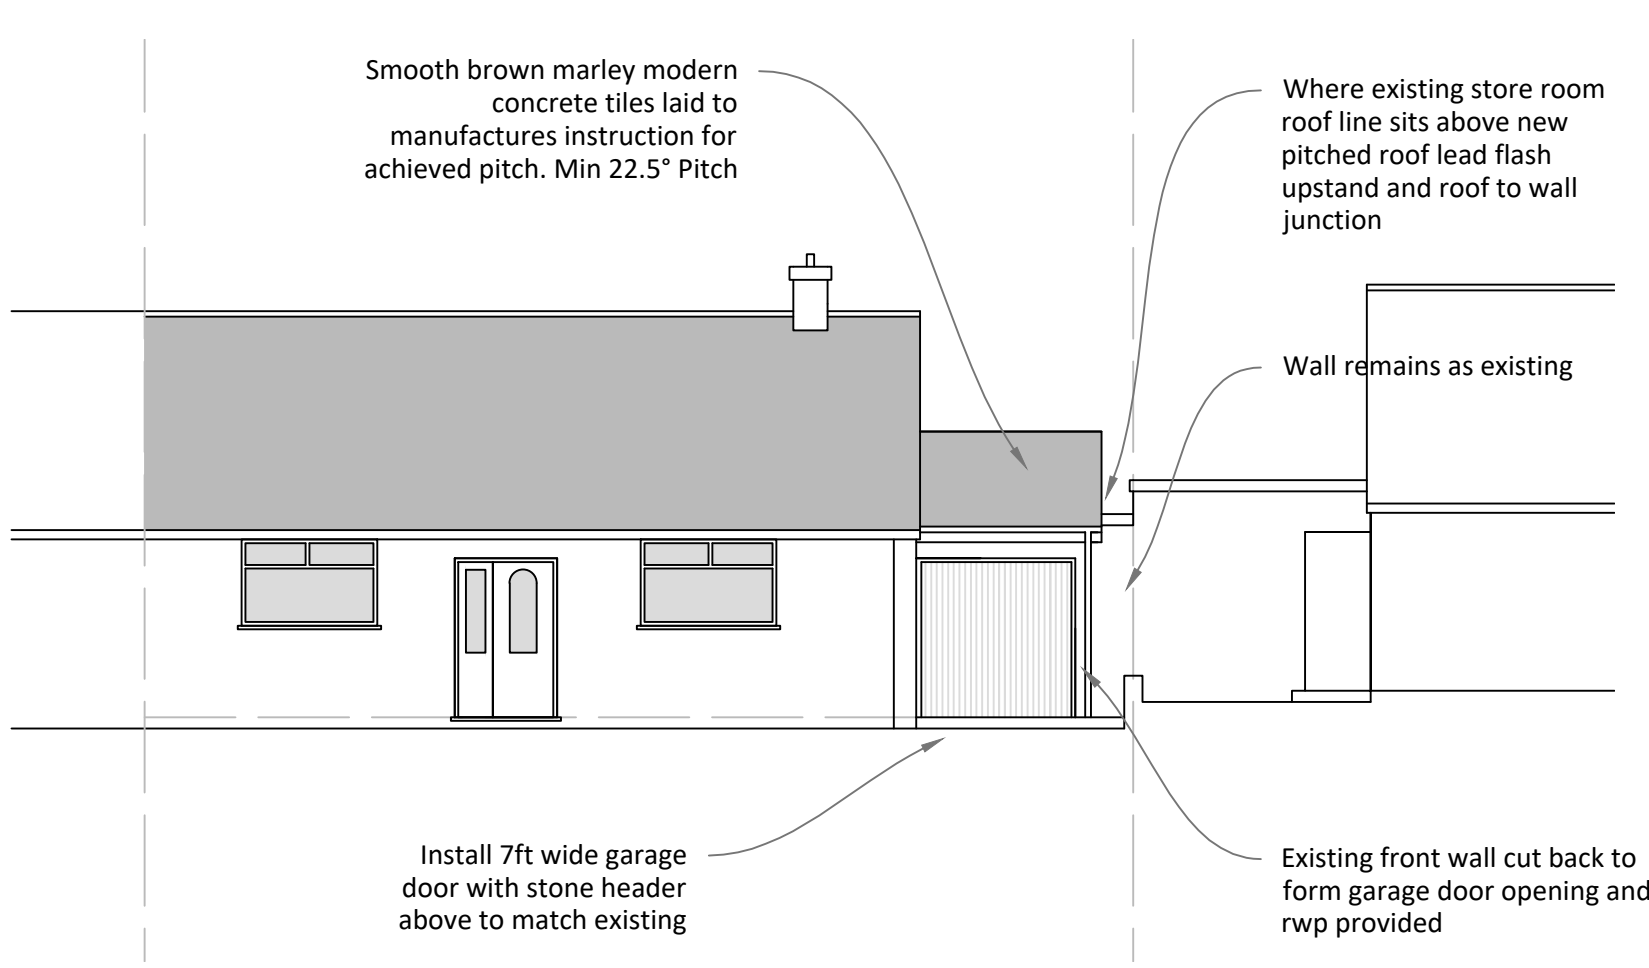 Smooth brown marley modern
concrete tiles laid to
manufactures instruction for
achieved pitch. Min 22.5° Pitch
Where existing store room
roof line sits above new
pitched roof lead flash
upstand and roof to wall
junction
Wall remains as existing
Install 7ft wide garage
door with stone header
above to match existing
Existing front wall cut back to
form garage door opening and
rwp provided